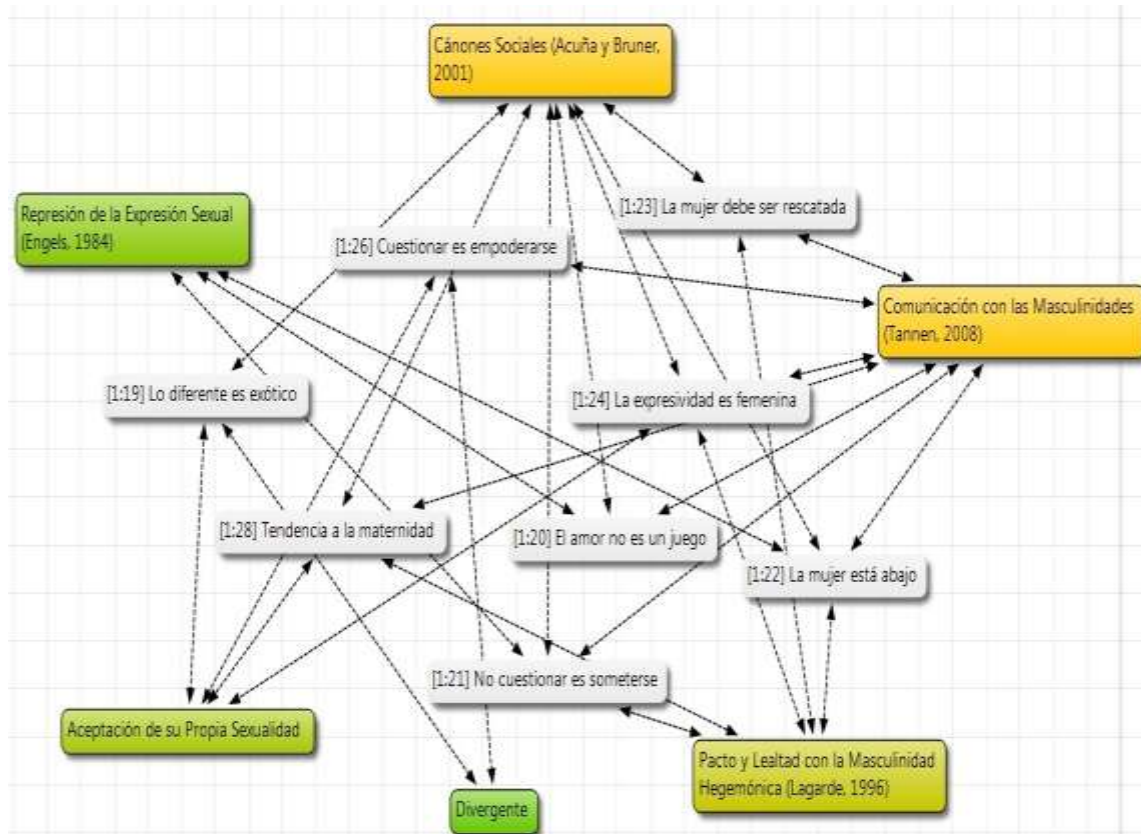 Cánones Sociales (Acuña y Bruner,
2001)
Represión de la Expresión Sexual
(Engels, 1984)
[1:23] La mujer debe ser rescatada
[1:26] Cuestionar es empoderarse
Comunicación con las Masculinidades
(Tannen, 2008)
[1:19] Lo diferente es exótico
[1:24] La expresividad es femenina
[1:28] Tendencia a la maternidad
[1:20] El amor no es un juego
[1:22] La mujer está abajo
[1:21] No cuestionar es someterse
Aceptación de su Propia Sexualidad
Pacto y Lealtad con la Masculinidad
Hegemónica (Lagarde, 1996)
Divergente